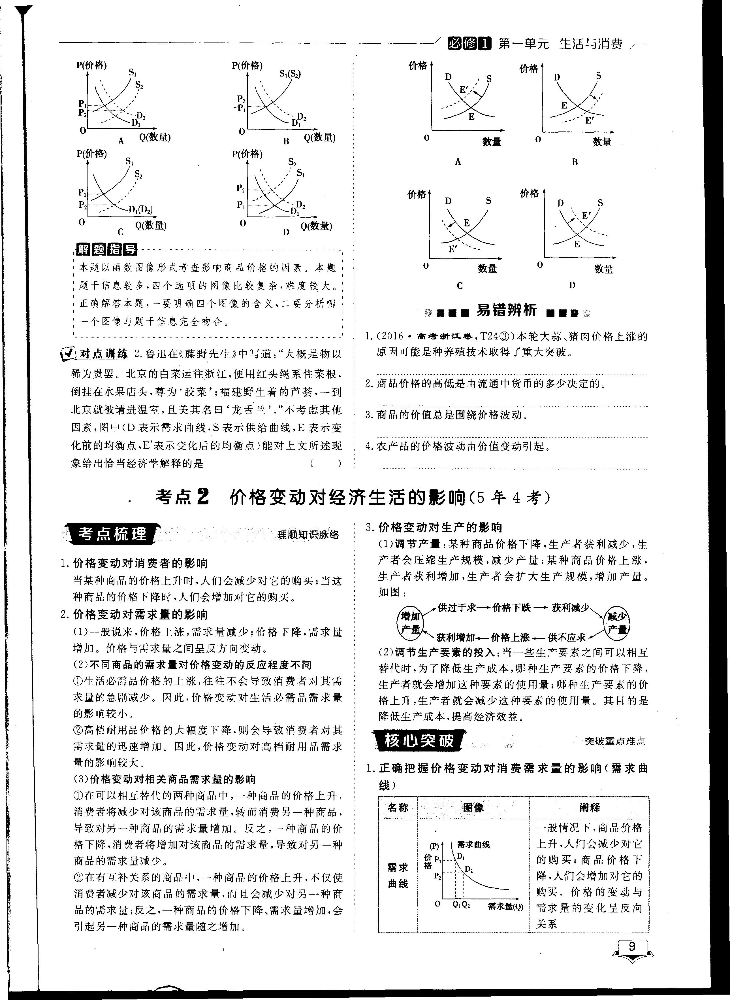 必修1 第一单元 生活与消费
P(价格)
S₁
S₂
P₁
P₂
D₂
D₁
O
Q(数量)
A
P(价格)
S₁(S₂)
P₂
P₁
D₂
D₁
O
Q(数量)
B
P(价格)
S₁
S₂
P₁
P₂
D₁(D₂)
O
Q(数量)
C
P(价格)
S₂
S₁
P₂
P₁
D₂
D₁
O
Q(数量)
D
解题指导
本题以函数图像形式考查影响商品价格的因素。本题
题干信息较多,四个选项的图像比较复杂,难度较大。
正确解答本题,一要明确四个图像的含义,二要分析哪
一个图像与题干信息完全吻合。
对点训练 2.鲁迅在《藤野先生》中写道:“大概是物以
稀为贵罢。北京的白菜运往浙江,便用红头绳系住菜根,
倒挂在水果店头,尊为‘胶菜’;福建野生着的芦荟,一到
北京就被请进温室,且美其名曰‘龙舌兰’。”不考虑其他
因素,图中(D表示需求曲线,S表示供给曲线,E表示变
化前的均衡点,E′表示变化后的均衡点)能对上文所述现
象给出恰当经济学解释的是 (  )
价格
D
S
E′
E
O
数量
A
价格
D
S
E
E′
O
数量
B
价格
D
S
E
E′
O
数量
C
价格
D
S
E′
E
O
数量
D
易错辨析
1.(2016·高考浙江卷,T24③)本轮大蒜、猪肉价格上涨的
原因可能是种养殖技术取得了重大突破。
2.商品价格的高低是由流通中货币的多少决定的。
3.商品的价值总是围绕价格波动。
4.农产品的价格波动由价值变动引起。
考点2 价格变动对经济生活的影响(5年4考)
考点梳理 理顺知识脉络
1.价格变动对消费者的影响
当某种商品的价格上升时,人们会减少对它的购买;当这
种商品的价格下降时,人们会增加对它的购买。
2.价格变动对需求量的影响
(1)一般说来,价格上涨,需求量减少;价格下降,需求量
增加。价格与需求量之间呈反方向变动。
(2)不同商品的需求量对价格变动的反应程度不同
①生活必需品价格的上涨,往往不会导致消费者对其需
求量的急剧减少。因此,价格变动对生活必需品需求量
的影响较小。
②高档耐用品价格的大幅度下降,则会导致消费者对其
需求量的迅速增加。因此,价格变动对高档耐用品需求
量的影响较大。
(3)价格变动对相关商品需求量的影响
①在可以相互替代的两种商品中,一种商品的价格上升,
消费者将减少对该商品的需求量,转而消费另一种商品,
导致对另一种商品的需求量增加。反之,一种商品的价
格下降,消费者将增加对该商品的需求量,导致对另一种
商品的需求量减少。
②在有互补关系的商品中,一种商品的价格上升,不仅使
消费者减少对该商品的需求量,而且会减少对另一种商
品的需求量;反之,一种商品的价格下降、需求量增加,会
引起另一种商品的需求量随之增加。
3.价格变动对生产的影响
(1)调节产量:某种商品价格下降,生产者获利减少,生
产者会压缩生产规模,减少产量;某种商品价格上涨,
生产者获利增加,生产者会扩大生产规模,增加产量。
如图:
供过于求→价格下跌→获利减少
增加
产量
减少
产量
获利增加←价格上涨←供不应求
(2)调节生产要素的投入:当一些生产要素之间可以相互
替代时,为了降低生产成本,哪种生产要素的价格下降,
生产者就会增加这种要素的使用量;哪种生产要素的价
格上升,生产者就会减少这种要素的使用量。其目的是
降低生产成本,提高经济效益。
核心突破 突破重点难点
1.正确把握价格变动对消费需求量的影响(需求曲
线)
名称 图像 阐释
需求
曲线
(P)
价格
需求曲线
P₁
D₁
P₂
D₂
O
Q₁ Q₂
需求量(Q)
一般情况下,商品价格
上升,人们会减少对它
的购买;商品价格下
降,人们会增加对它的
购买。价格的变动与
需求量的变化呈反向
关系
9